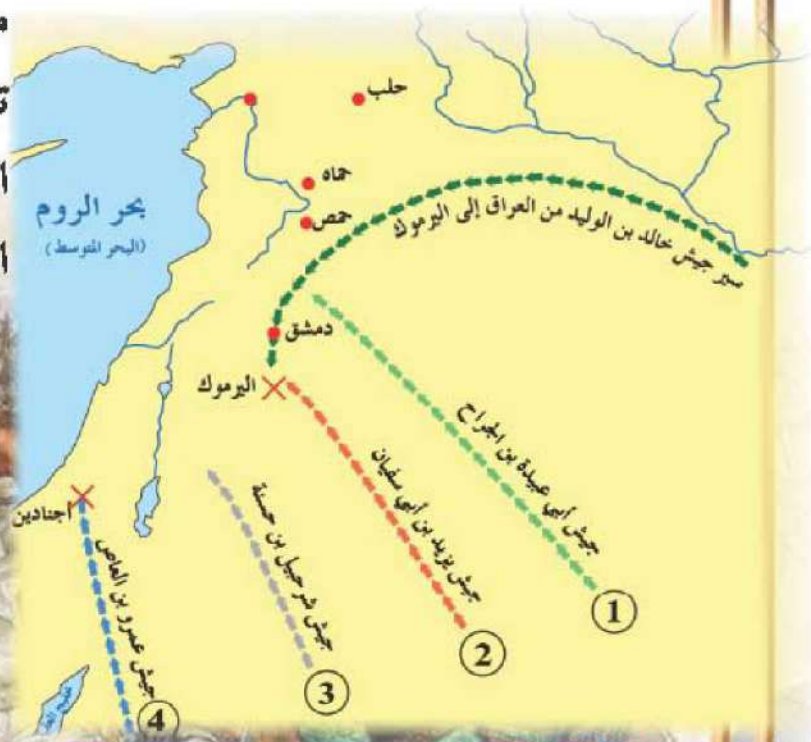 حلب
حماه
حمص
بحر الروم
(البحر المتوسط)
سير جيش خالد بن الوليد من العراق إلى اليرموك
دمشق
اليرموك
جيش أبي عبيدة بن الجراح
جيش يزيد بن أبي سفيان
جيش شرحبيل بن حسنة
أجنادين
جيش عمرو بن العاص
1
2
3
4